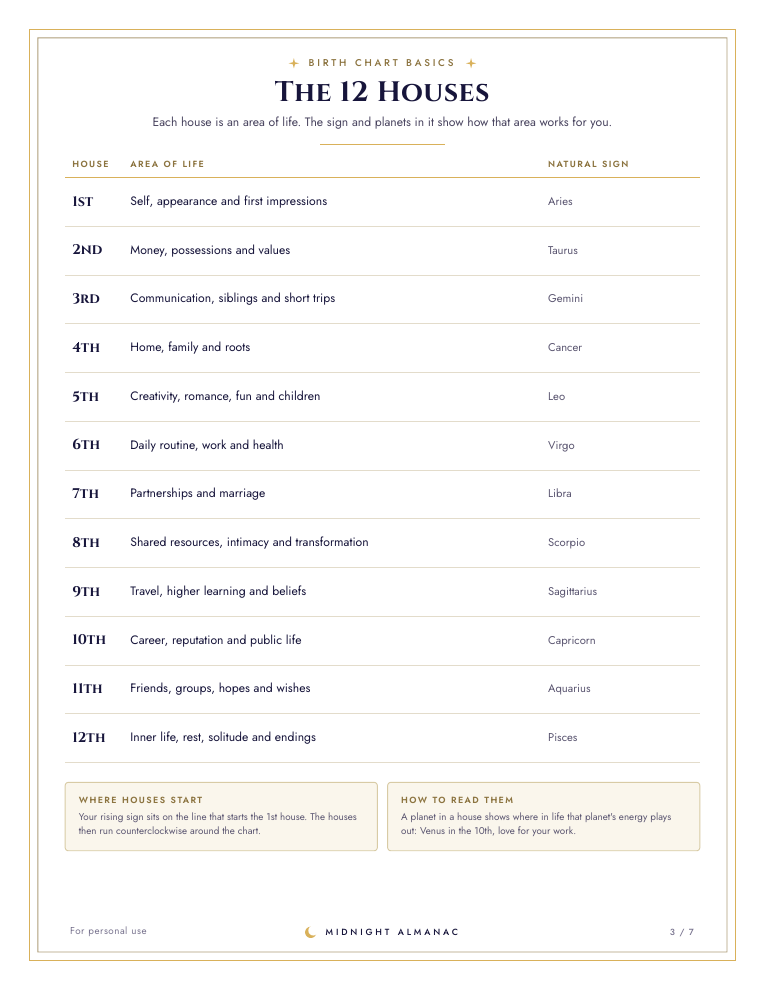 BIRTH CHART BASICS
THE 12 HOUSES
Each house is an area of life. The sign and planets in it show how that area works for you.
HOUSE AREA OF LIFE NATURAL SIGN
1ST Self, appearance and first impressions Aries
2ND Money, possessions and values Taurus
3RD Communication, siblings and short trips Gemini
4TH Home, family and roots Cancer
5TH Creativity, romance, fun and children Leo
6TH Daily routine, work and health Virgo
7TH Partnerships and marriage Libra
8TH Shared resources, intimacy and transformation Scorpio
9TH Travel, higher learning and beliefs Sagittarius
10TH Career, reputation and public life Capricorn
11TH Friends, groups, hopes and wishes Aquarius
12TH Inner life, rest, solitude and endings Pisces
WHERE HOUSES START
Your rising sign sits on the line that starts the 1st house. The houses
then run counterclockwise around the chart.
HOW TO READ THEM
A planet in a house shows where in life that planet's energy plays
out: Venus in the 10th, love for your work.
For personal use MIDNIGHT ALMANAC 3 / 7